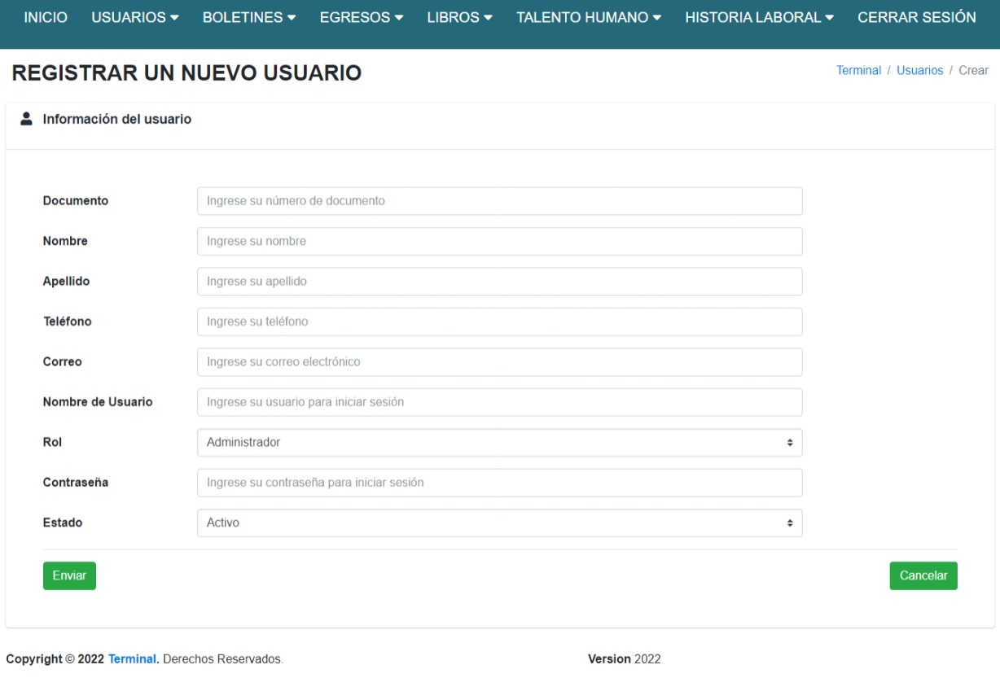 INICIO USUARIOS BOLETINES EGRESOS LIBROS TALENTO HUMANO HISTORIA LABORAL CERRAR SESIÓN
REGISTRAR UN NUEVO USUARIO
Terminal / Usuarios / Crear
Información del usuario
Documento Ingrese su número de documento
Nombre Ingrese su nombre
Apellido Ingrese su apellido
Teléfono Ingrese su teléfono
Correo Ingrese su correo electrónico
Nombre de Usuario Ingrese su usuario para iniciar sesión
Rol Administrador
Contraseña Ingrese su contraseña para iniciar sesión
Estado Activo
Enviar Cancelar
Copyright © 2022 Terminal. Derechos Reservados. Version 2022